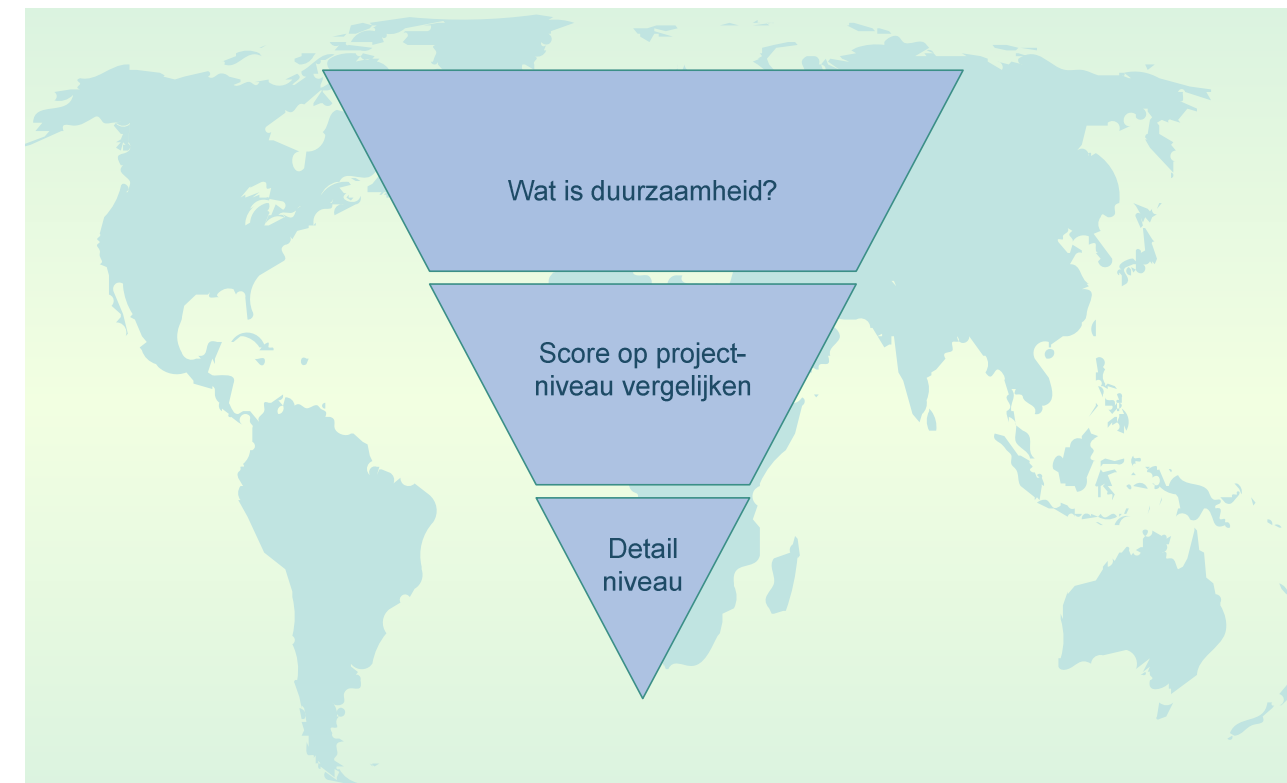 Wat is duurzaamheid?
Score op project-
niveau vergelijken
Detail
niveau